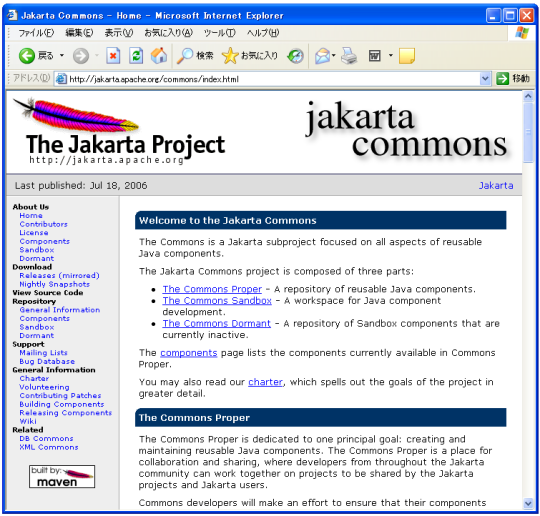 Jakarta Commons - Home - Microsoft Internet Explorer
ファイル(F) 編集(E) 表示(V) お気に入り(A) ツール(T) ヘルプ(H)
戻る 検索 お気に入り
アドレス(D) http://jakarta.apache.org/commons/index.html 移動
The Jakarta Project
http://jakarta.apache.org
jakarta
commons
Last published: Jul 18, 2006 Jakarta
About Us
Home
Contributors
License
Components
Sandbox
Dormant
Download
Releases (mirrored)
Nightly Snapshots
View Source Code
Repository
General Information
Components
Sandbox
Dormant
Support
Mailing Lists
Bug Database
General Information
Charter
Volunteering
Contributing Patches
Building Components
Releasing Components
Wiki
Related
DB Commons
XML Commons
built by:
maven
Welcome to the Jakarta Commons
The Commons is a Jakarta subproject focused on all aspects of reusable
Java components.
The Jakarta Commons project is composed of three parts:
• The Commons Proper - A repository of reusable Java components.
• The Commons Sandbox - A workspace for Java component
development.
• The Commons Dormant - A repository of Sandbox components that are
currently inactive.
The components page lists the components currently available in Commons
Proper.
You may also read our charter, which spells out the goals of the project in
greater detail.
The Commons Proper
The Commons Proper is dedicated to one principal goal: creating and
maintaining reusable Java components. The Commons Proper is a place for
collaboration and sharing, where developers from throughout the Jakarta
community can work together on projects to be shared by the Jakarta
projects and Jakarta users.
Commons developers will make an effort to ensure that their components